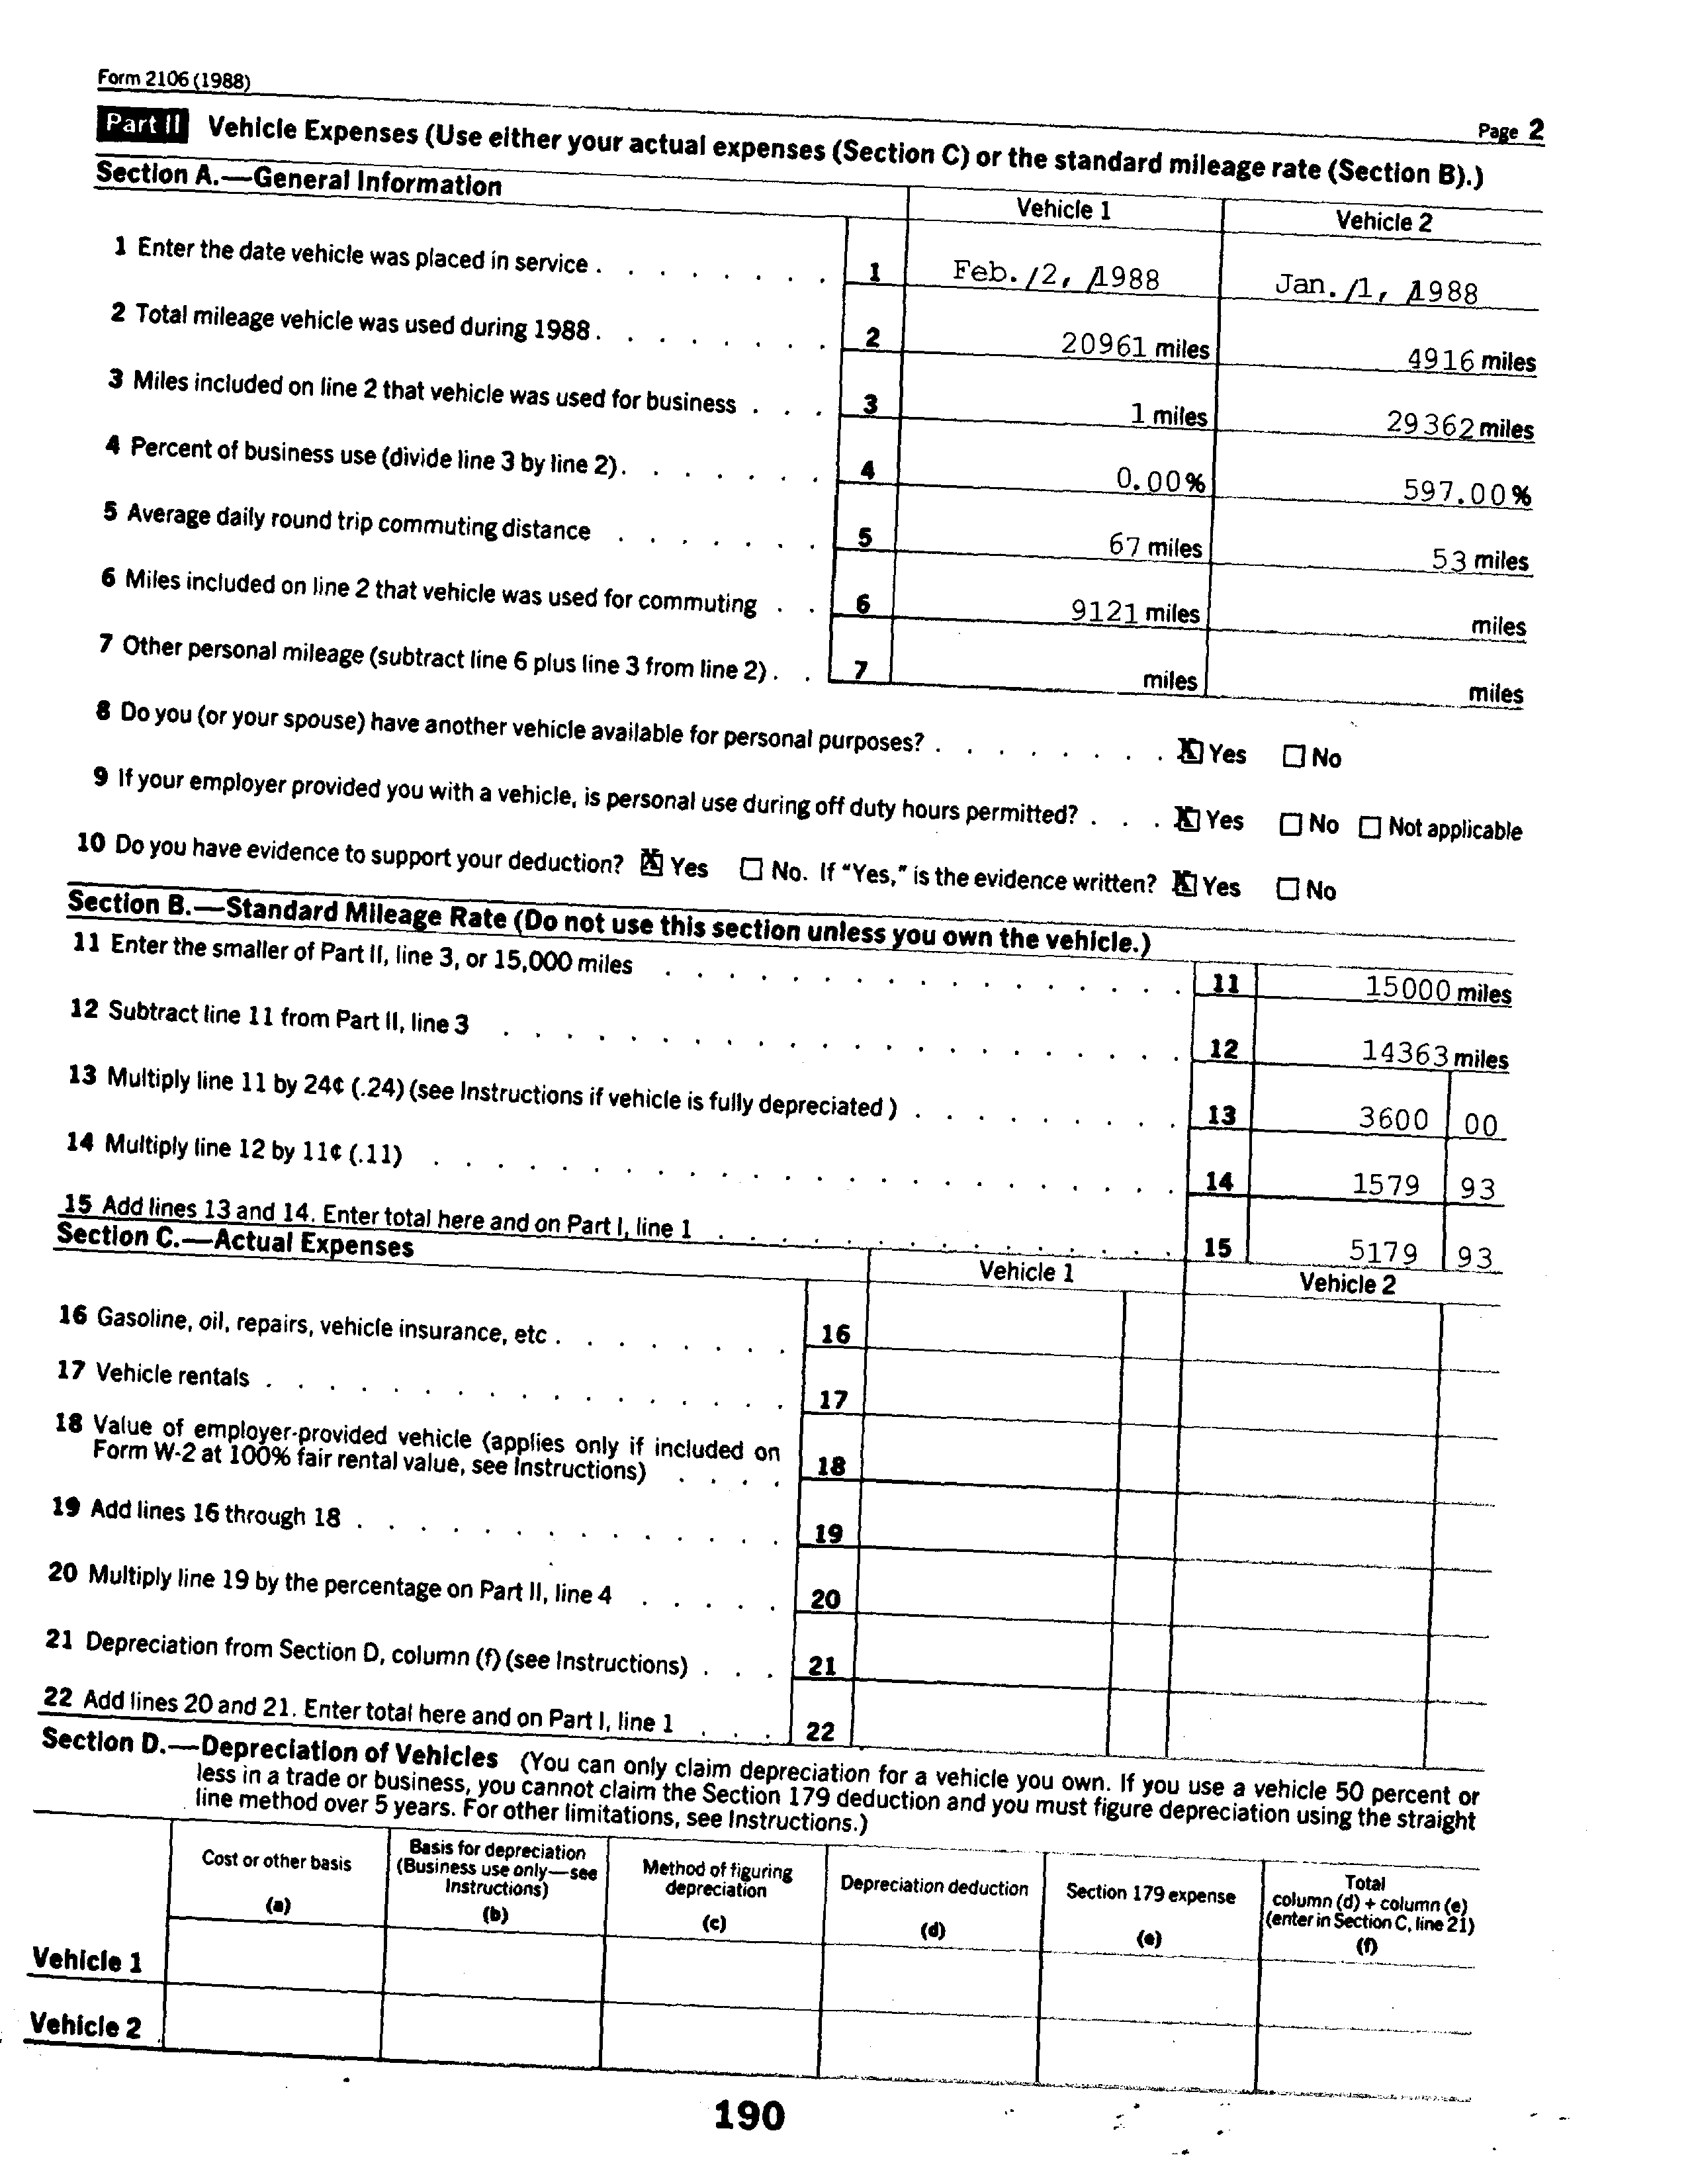 Form 2106 (1988)
Page 2
Part II Vehicle Expenses (Use either your actual expenses (Section C) or the standard mileage rate (Section B).)
Section A.—General Information
Vehicle 1 Vehicle 2
1 Enter the date vehicle was placed in service . . . . . . . . 1 Feb. /2, /1988 Jan. /1, /1988
2 Total mileage vehicle was used during 1988 . . . . . . . . 2 20961 miles 4916 miles
3 Miles included on line 2 that vehicle was used for business . . . 3 1 miles 29362 miles
4 Percent of business use (divide line 3 by line 2) . . . . . . . 4 0.00% 597.00%
5 Average daily round trip commuting distance . . . . . . . 5 67 miles 53 miles
6 Miles included on line 2 that vehicle was used for commuting . . 6 9121 miles miles
7 Other personal mileage (subtract line 6 plus line 3 from line 2) . . 7 miles miles
8 Do you (or your spouse) have another vehicle available for personal purposes? . . . . . . . . X Yes No
9 If your employer provided you with a vehicle, is personal use during off duty hours permitted? . . . X Yes No Not applicable
10 Do you have evidence to support your deduction? X Yes No. If "Yes," is the evidence written? X Yes No
Section B.—Standard Mileage Rate (Do not use this section unless you own the vehicle.)
11 Enter the smaller of Part II, line 3, or 15,000 miles . . . . . . . . . . . . . . . . . 11 15000 miles
12 Subtract line 11 from Part II, line 3 . . . . . . . . . . . . . . . . . . . . . . 12 14363 miles
13 Multiply line 11 by 24¢ (.24) (see Instructions if vehicle is fully depreciated ) . . . . . . . . . 13 3600 00
14 Multiply line 12 by 11¢ (.11) . . . . . . . . . . . . . . . . . . . . . . . . 14 1579 93
15 Add lines 13 and 14. Enter total here and on Part I, line 1 . . . . . . . . . . . . . . . 15 5179 93
Section C.—Actual Expenses
Vehicle 1 Vehicle 2
16 Gasoline, oil, repairs, vehicle insurance, etc . . . . . . . . 16
17 Vehicle rentals . . . . . . . . . . . . . . . . . 17
18 Value of employer-provided vehicle (applies only if included on
Form W-2 at 100% fair rental value, see Instructions) . . . . 18
19 Add lines 16 through 18 . . . . . . . . . . . . . . 19
20 Multiply line 19 by the percentage on Part II, line 4 . . . . . 20
21 Depreciation from Section D, column (f) (see Instructions) . . . 21
22 Add lines 20 and 21. Enter total here and on Part I, line 1 . . . 22
Section D.—Depreciation of Vehicles (You can only claim depreciation for a vehicle you own. If you use a vehicle 50 percent or
less in a trade or business, you cannot claim the Section 179 deduction and you must figure depreciation using the straight
line method over 5 years. For other limitations, see Instructions.)
Cost or other basis
(a)
Basis for depreciation
(Business use only—see
Instructions)
(b)
Method of figuring
depreciation
(c)
Depreciation deduction
(d)
Section 179 expense
(e)
Total
column (d) + column (e)
(enter in Section C, line 21)
(f)
Vehicle 1
Vehicle 2
190